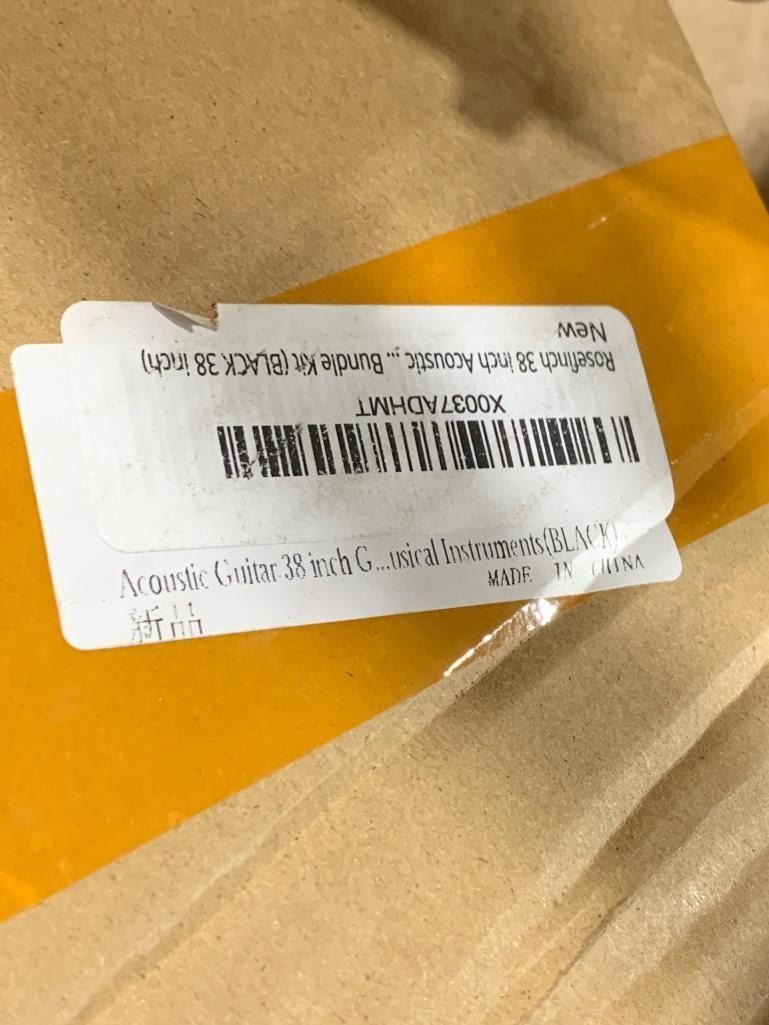 X0037ADHMT
Rosefinch 38 inch Acoustic ... Bundle Kit (BLACK 38 inch)
New
Acoustic Guitar 38 inch G...usical Instruments(BLACK)
MADE IN CHINA
新品